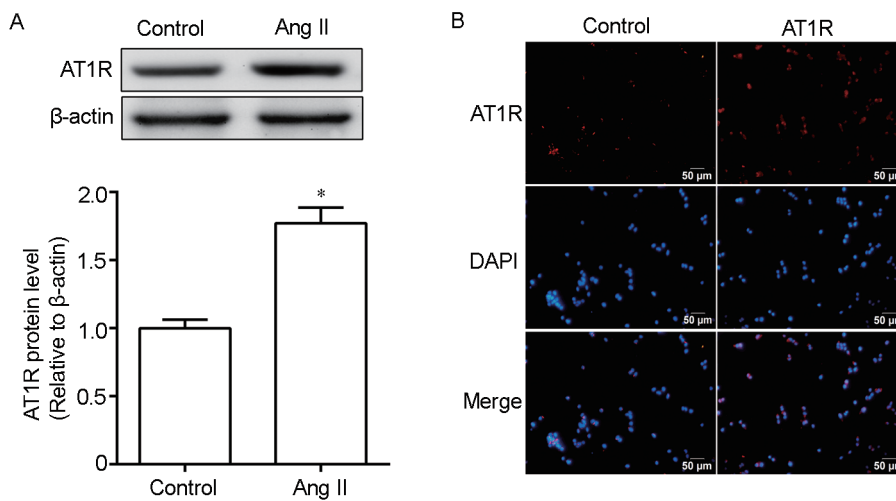 A
Control
Ang II
AT1R
β-actin
2.0
1.5
1.0
0.5
0
AT1R protein level
(Relative to β-actin)
*
Control
Ang II
B
Control
AT1R
AT1R
50 μm
50 μm
DAPI
50 μm
50 μm
Merge
50 μm
50 μm